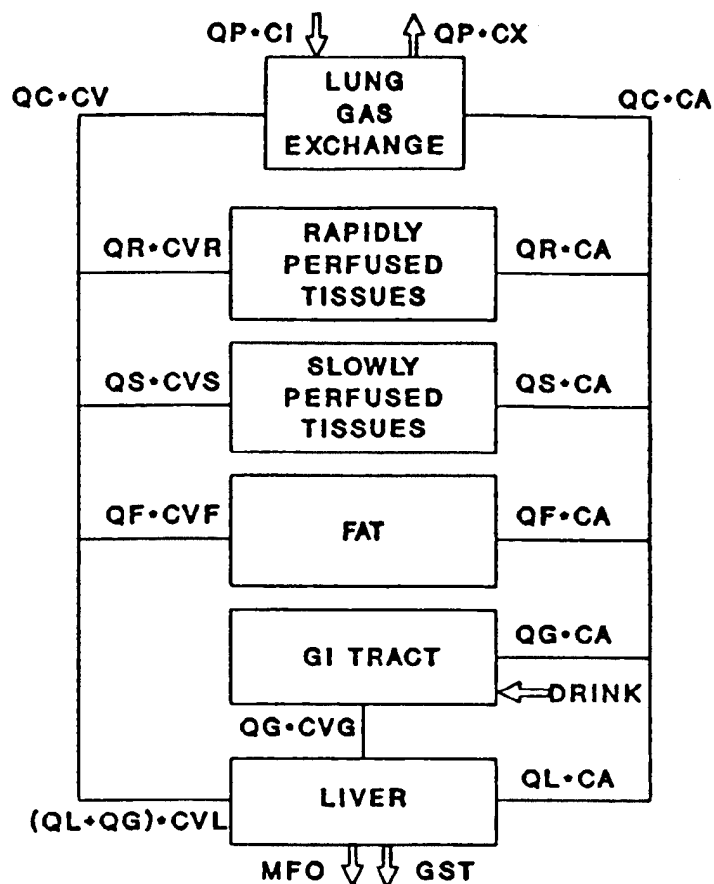 QP•CI
QP•CX
LUNG
GAS
EXCHANGE
QC•CV
QC•CA
RAPIDLY
PERFUSED
TISSUES
QR•CVR
QR•CA
SLOWLY
PERFUSED
TISSUES
QS•CVS
QS•CA
FAT
QF•CVF
QF•CA
GI TRACT
QG•CA
DRINK
QG•CVG
LIVER
QL•CA
(QL+QG)•CVL
MFO
GST